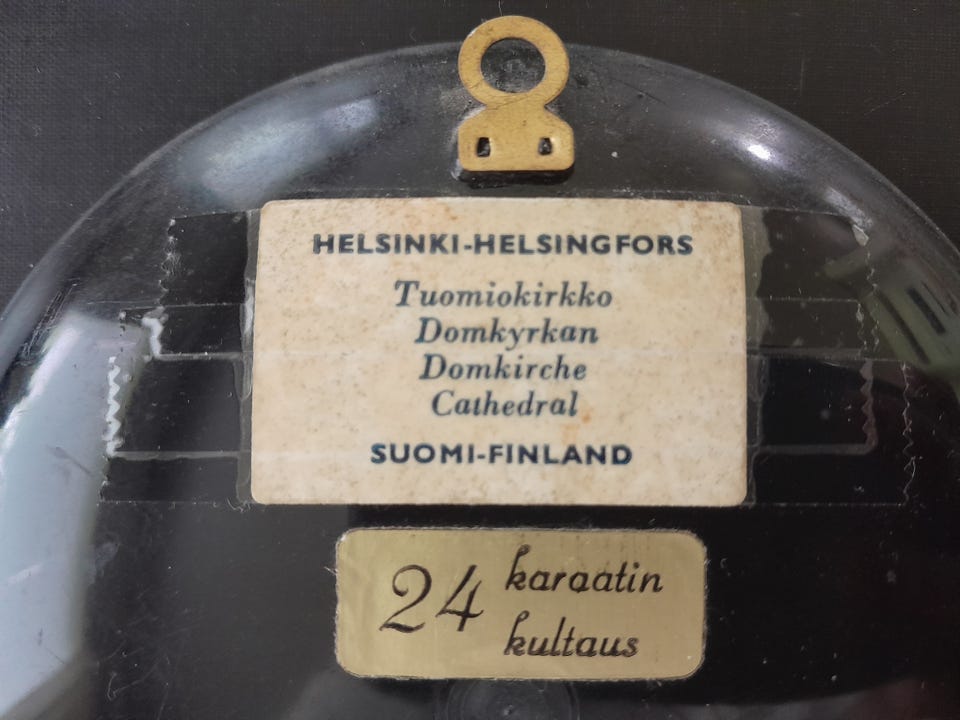 HELSINKI-HELSINGFORS
Tuomiokirkko
Domkyrkan
Domkirche
Cathedral
SUOMI-FINLAND
24 karaatin
kultaus